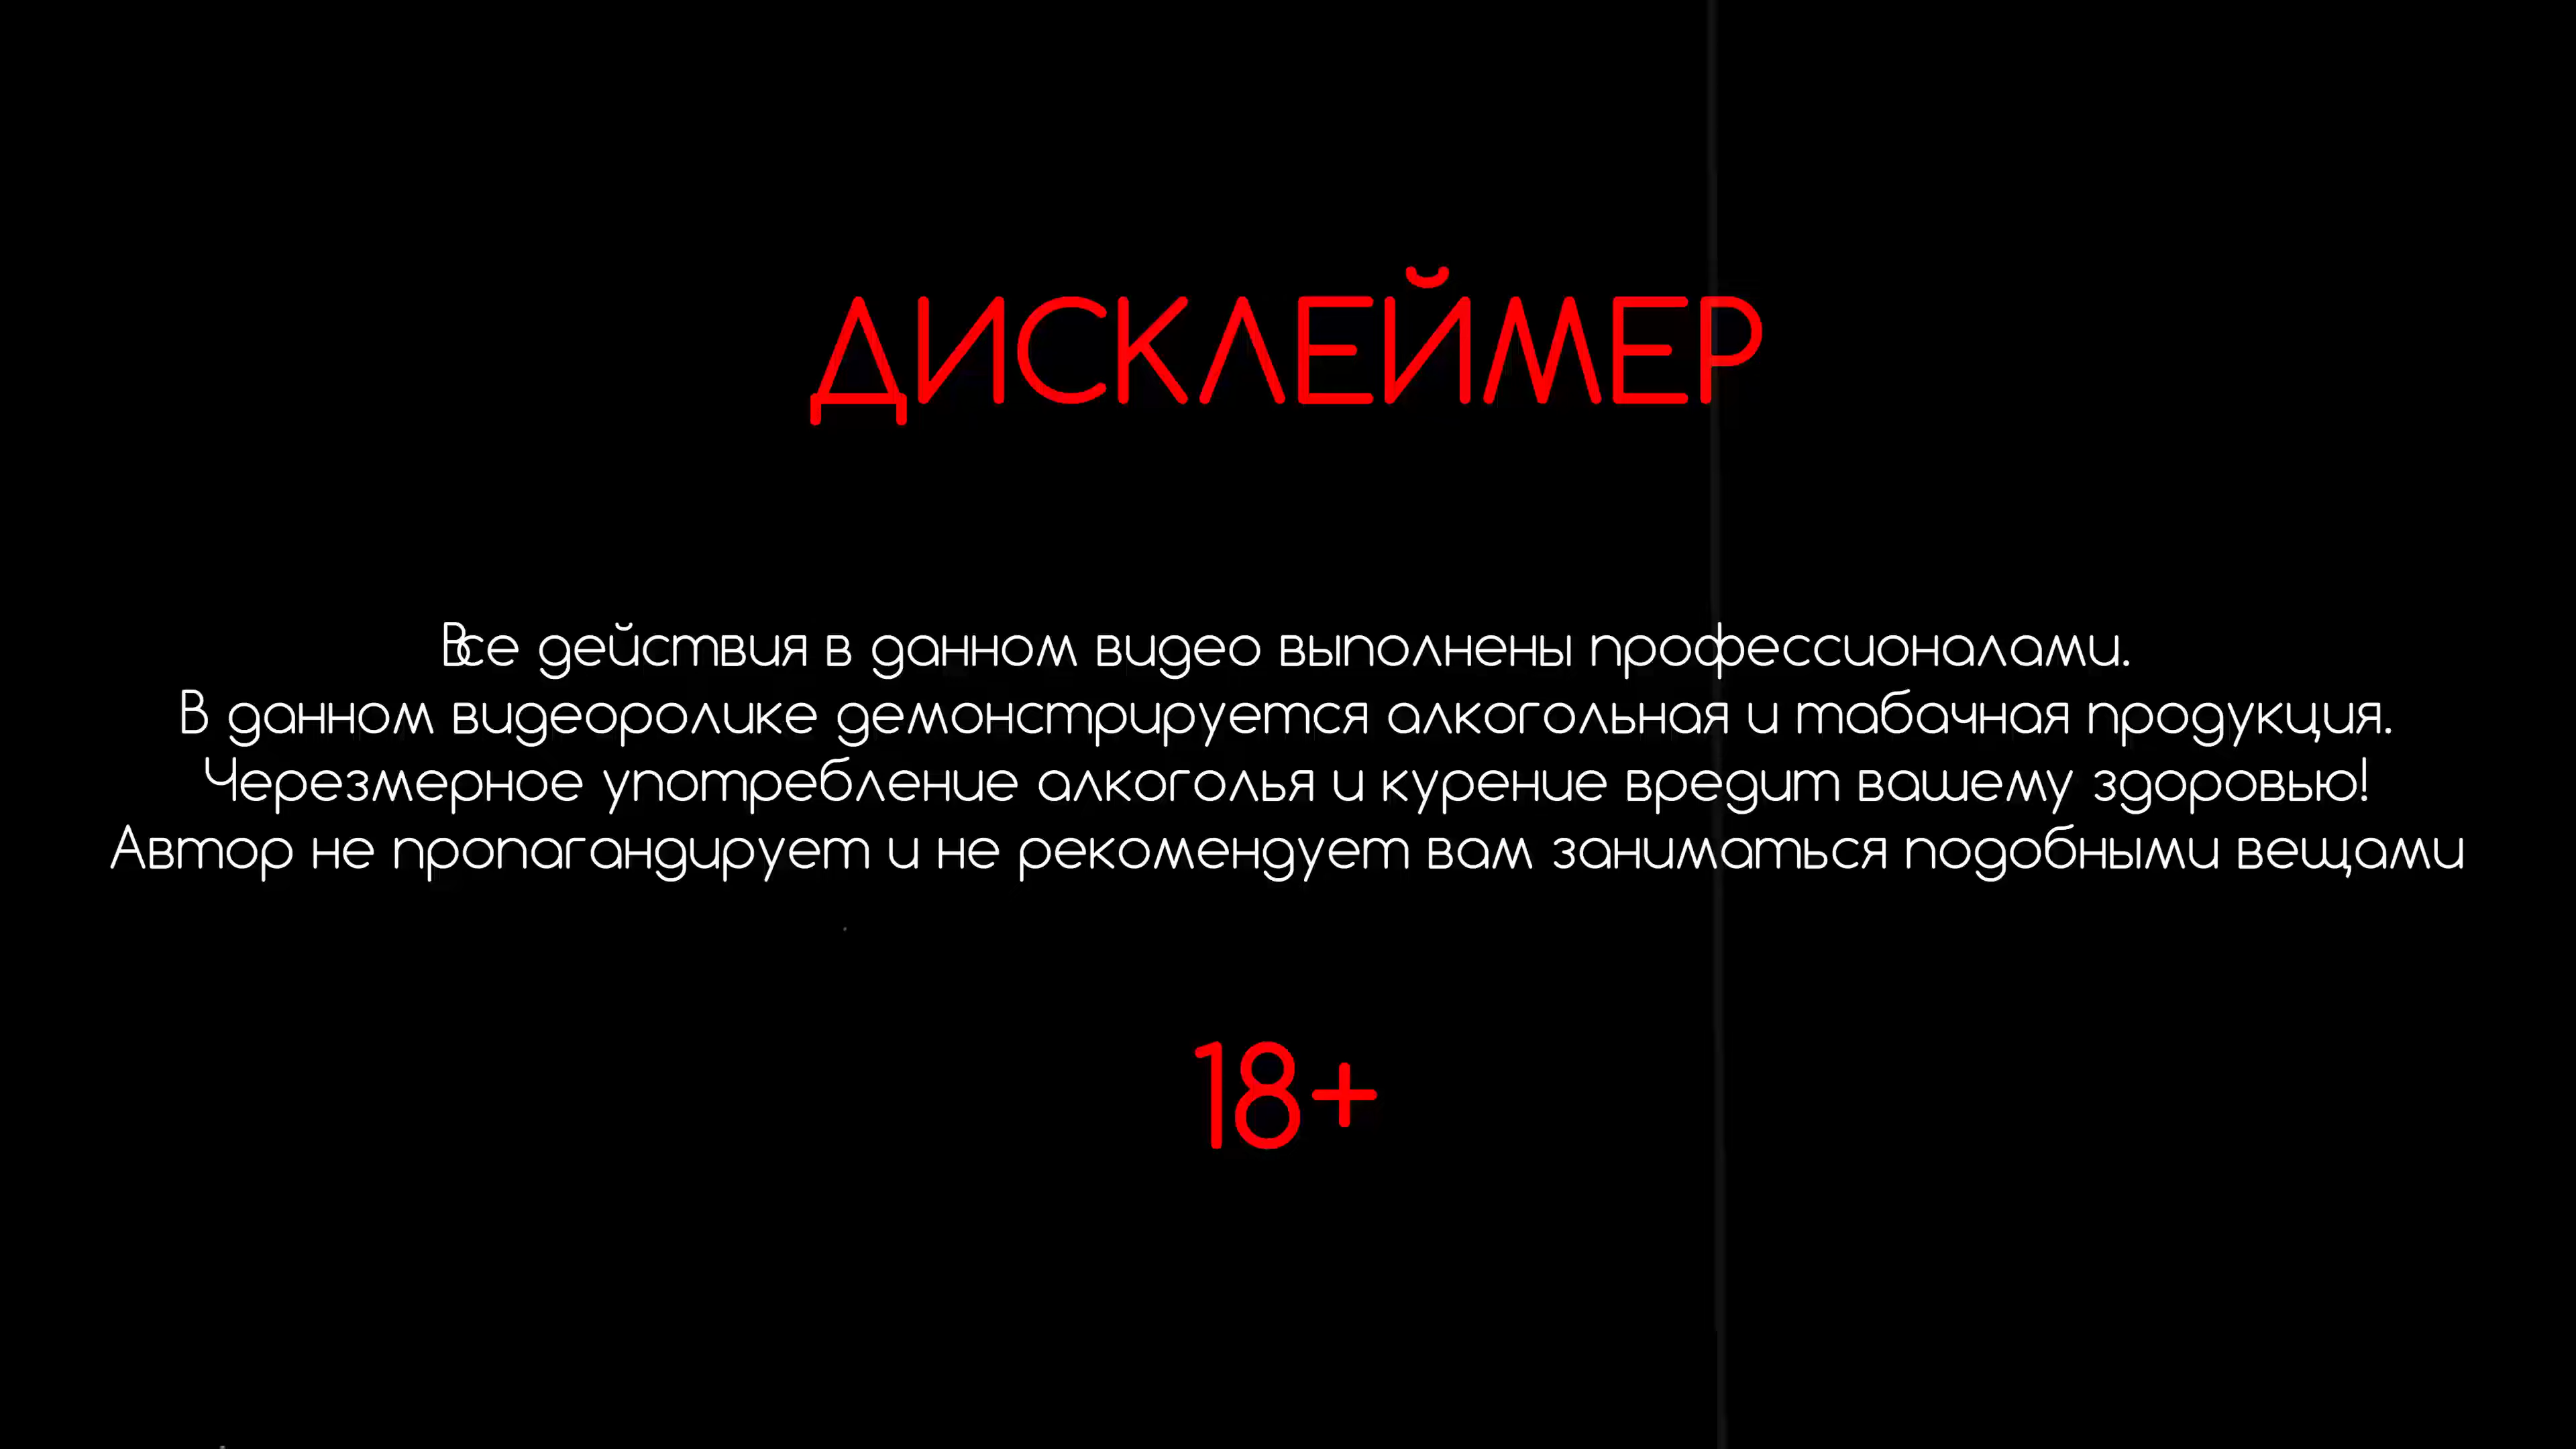 ДИСКЛЕЙМЕР
Все действия в данном видео выполнены профессионалами.
В данном видеоролике демонстрируется алкогольная и табачная продукция.
Черезмерное употребление алкоголья и курение вредит вашему здоровью!
Автор не пропагандирует и не рекомендует вам заниматься подобными вещами
18+